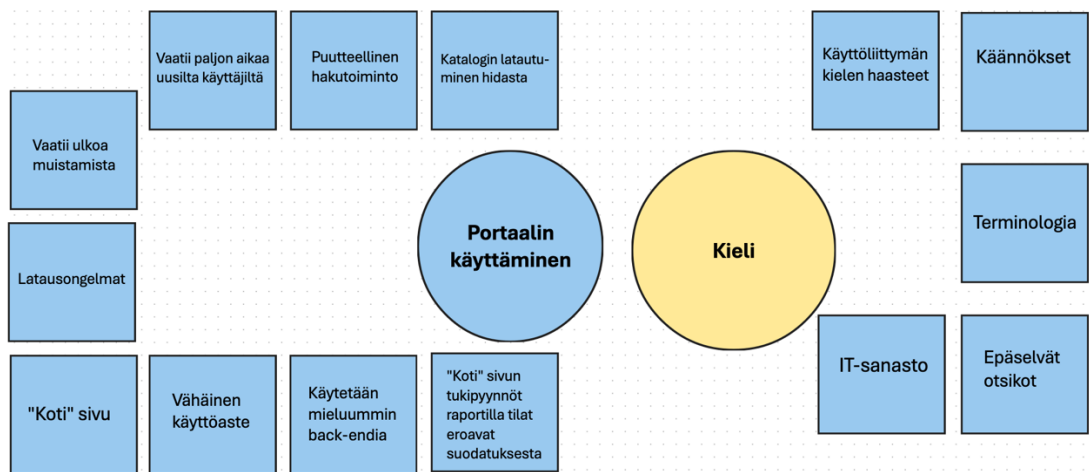 Vaatii paljon aikaa
uusilta käyttäjiltä
Puutteellinen
hakutoiminto
Katalogin latautu-
minen hidasta
Käyttöliittymän
kielen haasteet
Käännökset
Vaatii ulkoa
muistamista
Portaalin
käyttäminen
Kieli
Terminologia
Latausongelmat
"Koti" sivu
Vähäinen
käyttöaste
Käytetään
mieluummin
back-endia
"Koti" sivun
tukipyynnöt
raportilla tilat
eroavat
suodatuksesta
IT-sanasto
Epäselvät
otsikot